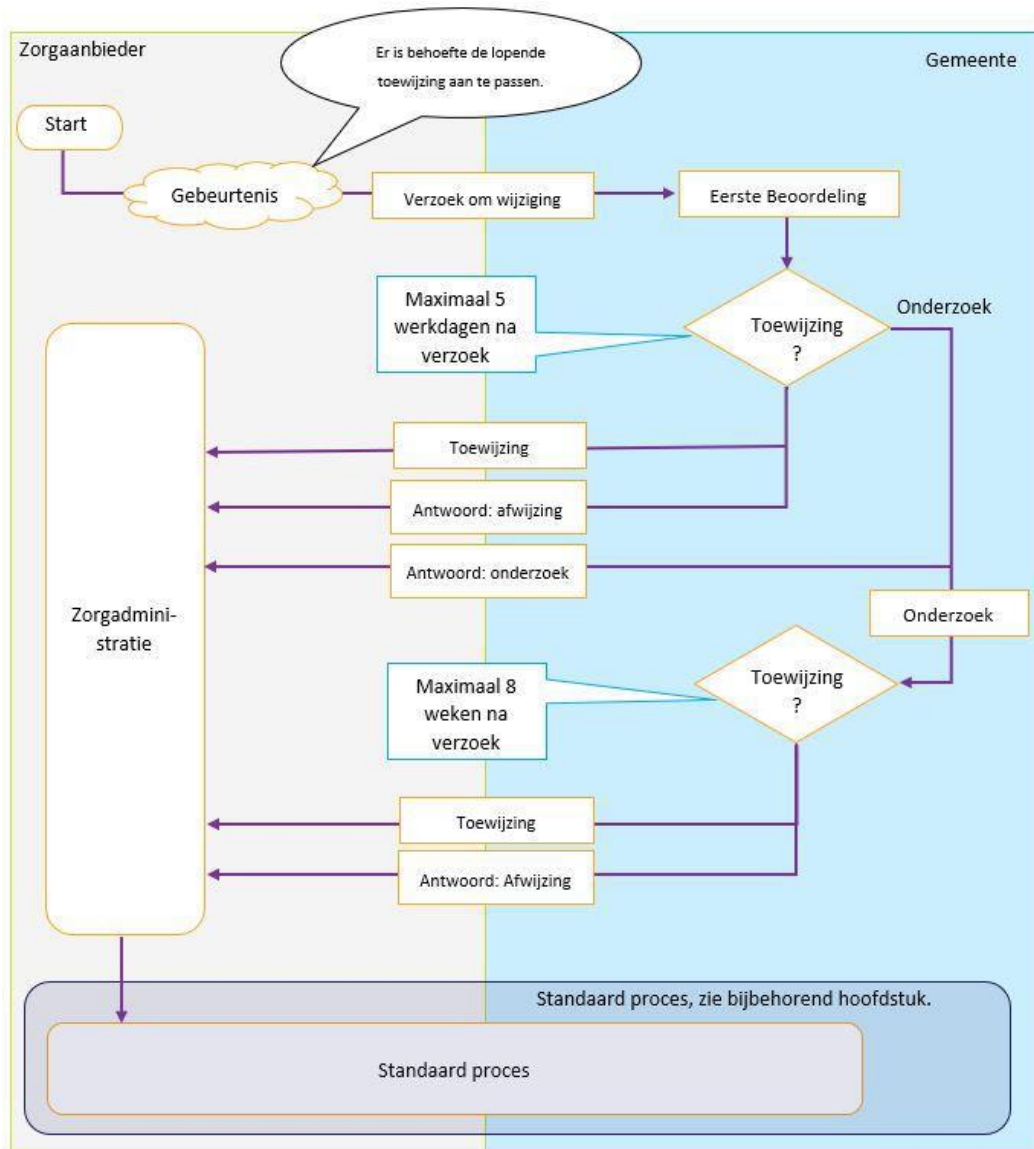 Zorgaanbieder
Er is behoefte de lopende
toewijzing aan te passen.
Gemeente
Start
Gebeurtenis
Verzoek om wijziging
Eerste Beoordeling
Maximaal 5
werkdagen na
verzoek
Toewijzing
?
Onderzoek
Toewijzing
Antwoord: afwijzing
Antwoord: onderzoek
Onderzoek
Zorgadmini-
stratie
Maximaal 8
weken na
verzoek
Toewijzing
?
Toewijzing
Antwoord: Afwijzing
Standaard proces, zie bijbehorend hoofdstuk.
Standaard proces